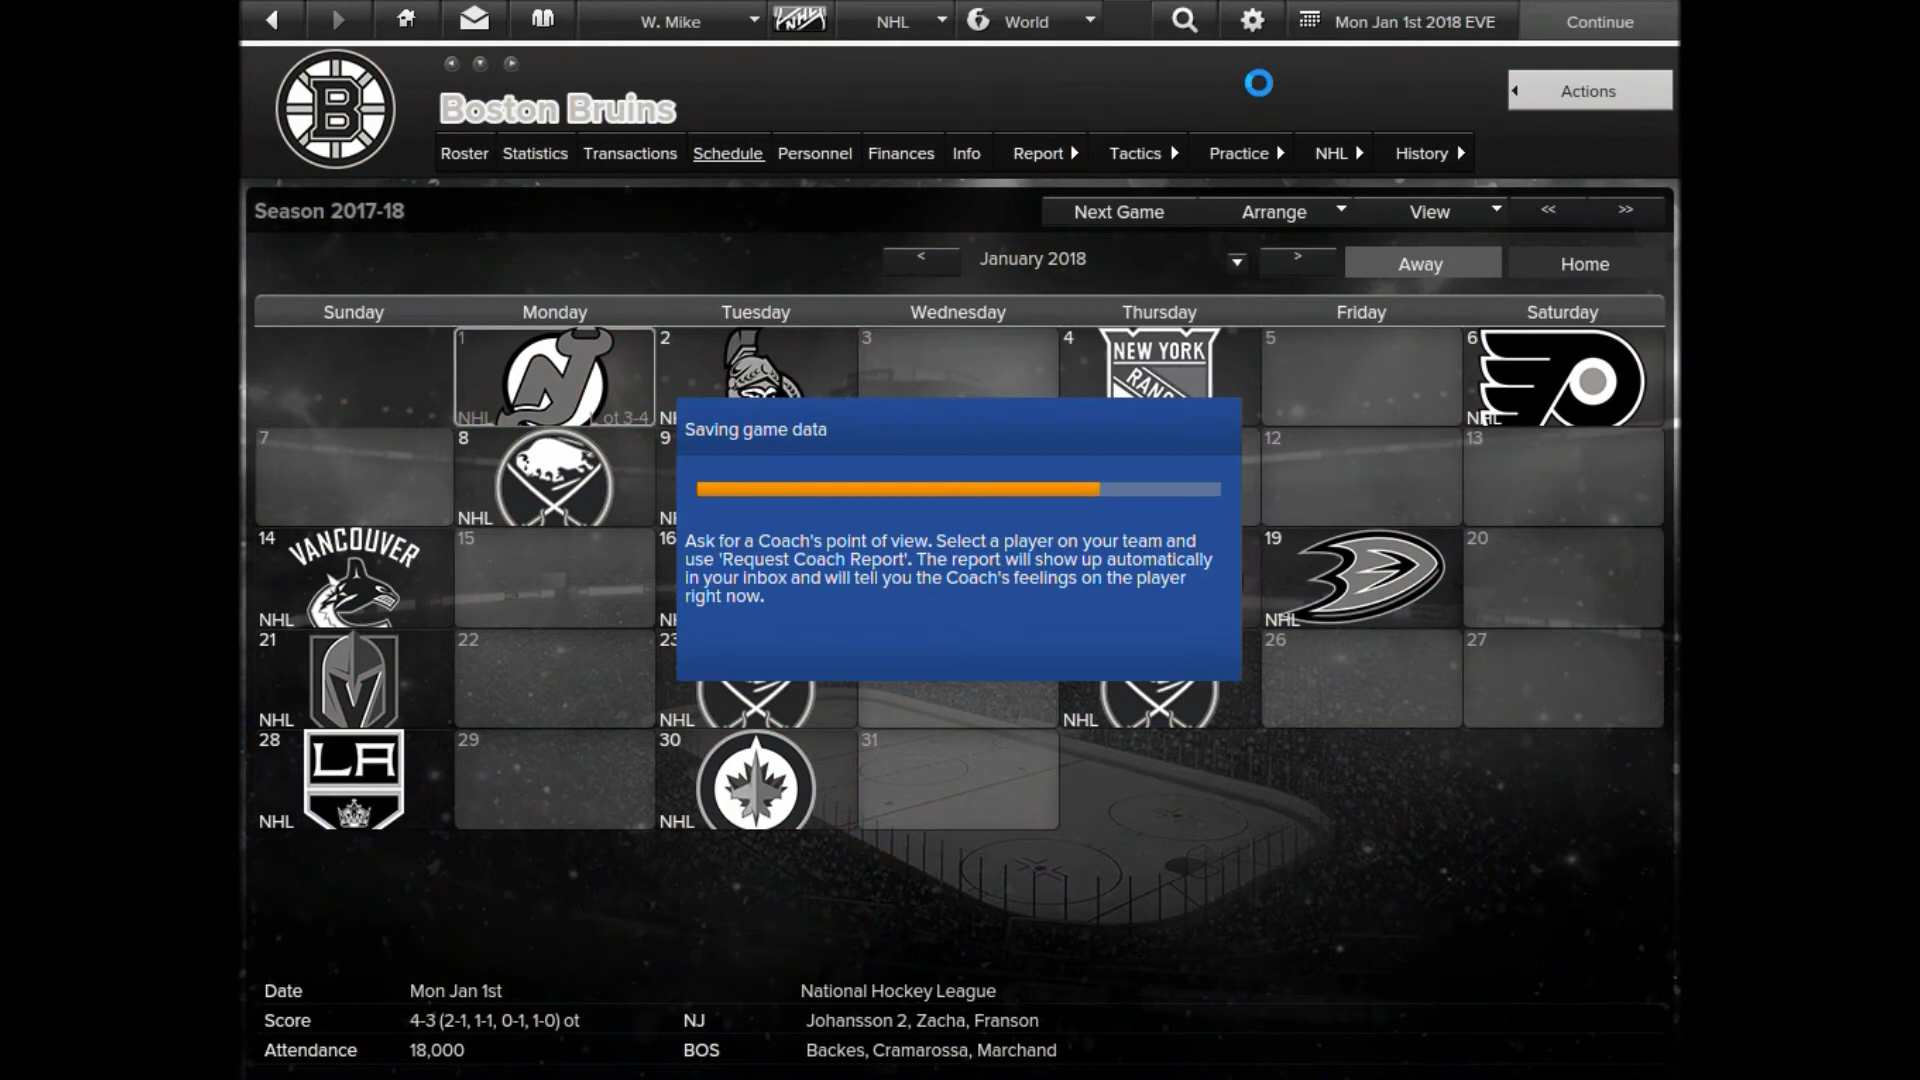 W. Mike NHL World Mon Jan 1st 2018 EVE Continue
Actions
Boston Bruins
Roster Statistics Transactions Schedule Personnel Finances Info Report Tactics Practice NHL History
Season 2017-18 Next Game Arrange View << >>
< January 2018 > Away Home
Sunday Monday Tuesday Wednesday Thursday Friday Saturday
1 2 3 4 5 6
NEW YORK
NHL ot 3-4 NHL
7 8 9 12 13
NHL
14 15 16 19 20
VANCOUVER
NHL NHL
21 22 23 26 27
NHL NHL NHL
28 29 30 31
LA
NHL NHL
Saving game data
Ask for a Coach's point of view. Select a player on your team and
use 'Request Coach Report'. The report will show up automatically
in your inbox and will tell you the Coach's feelings on the player
right now.
Date Mon Jan 1st National Hockey League
Score 4-3 (2-1, 1-1, 0-1, 1-0) ot NJ Johansson 2, Zacha, Franson
Attendance 18,000 BOS Backes, Cramarossa, Marchand